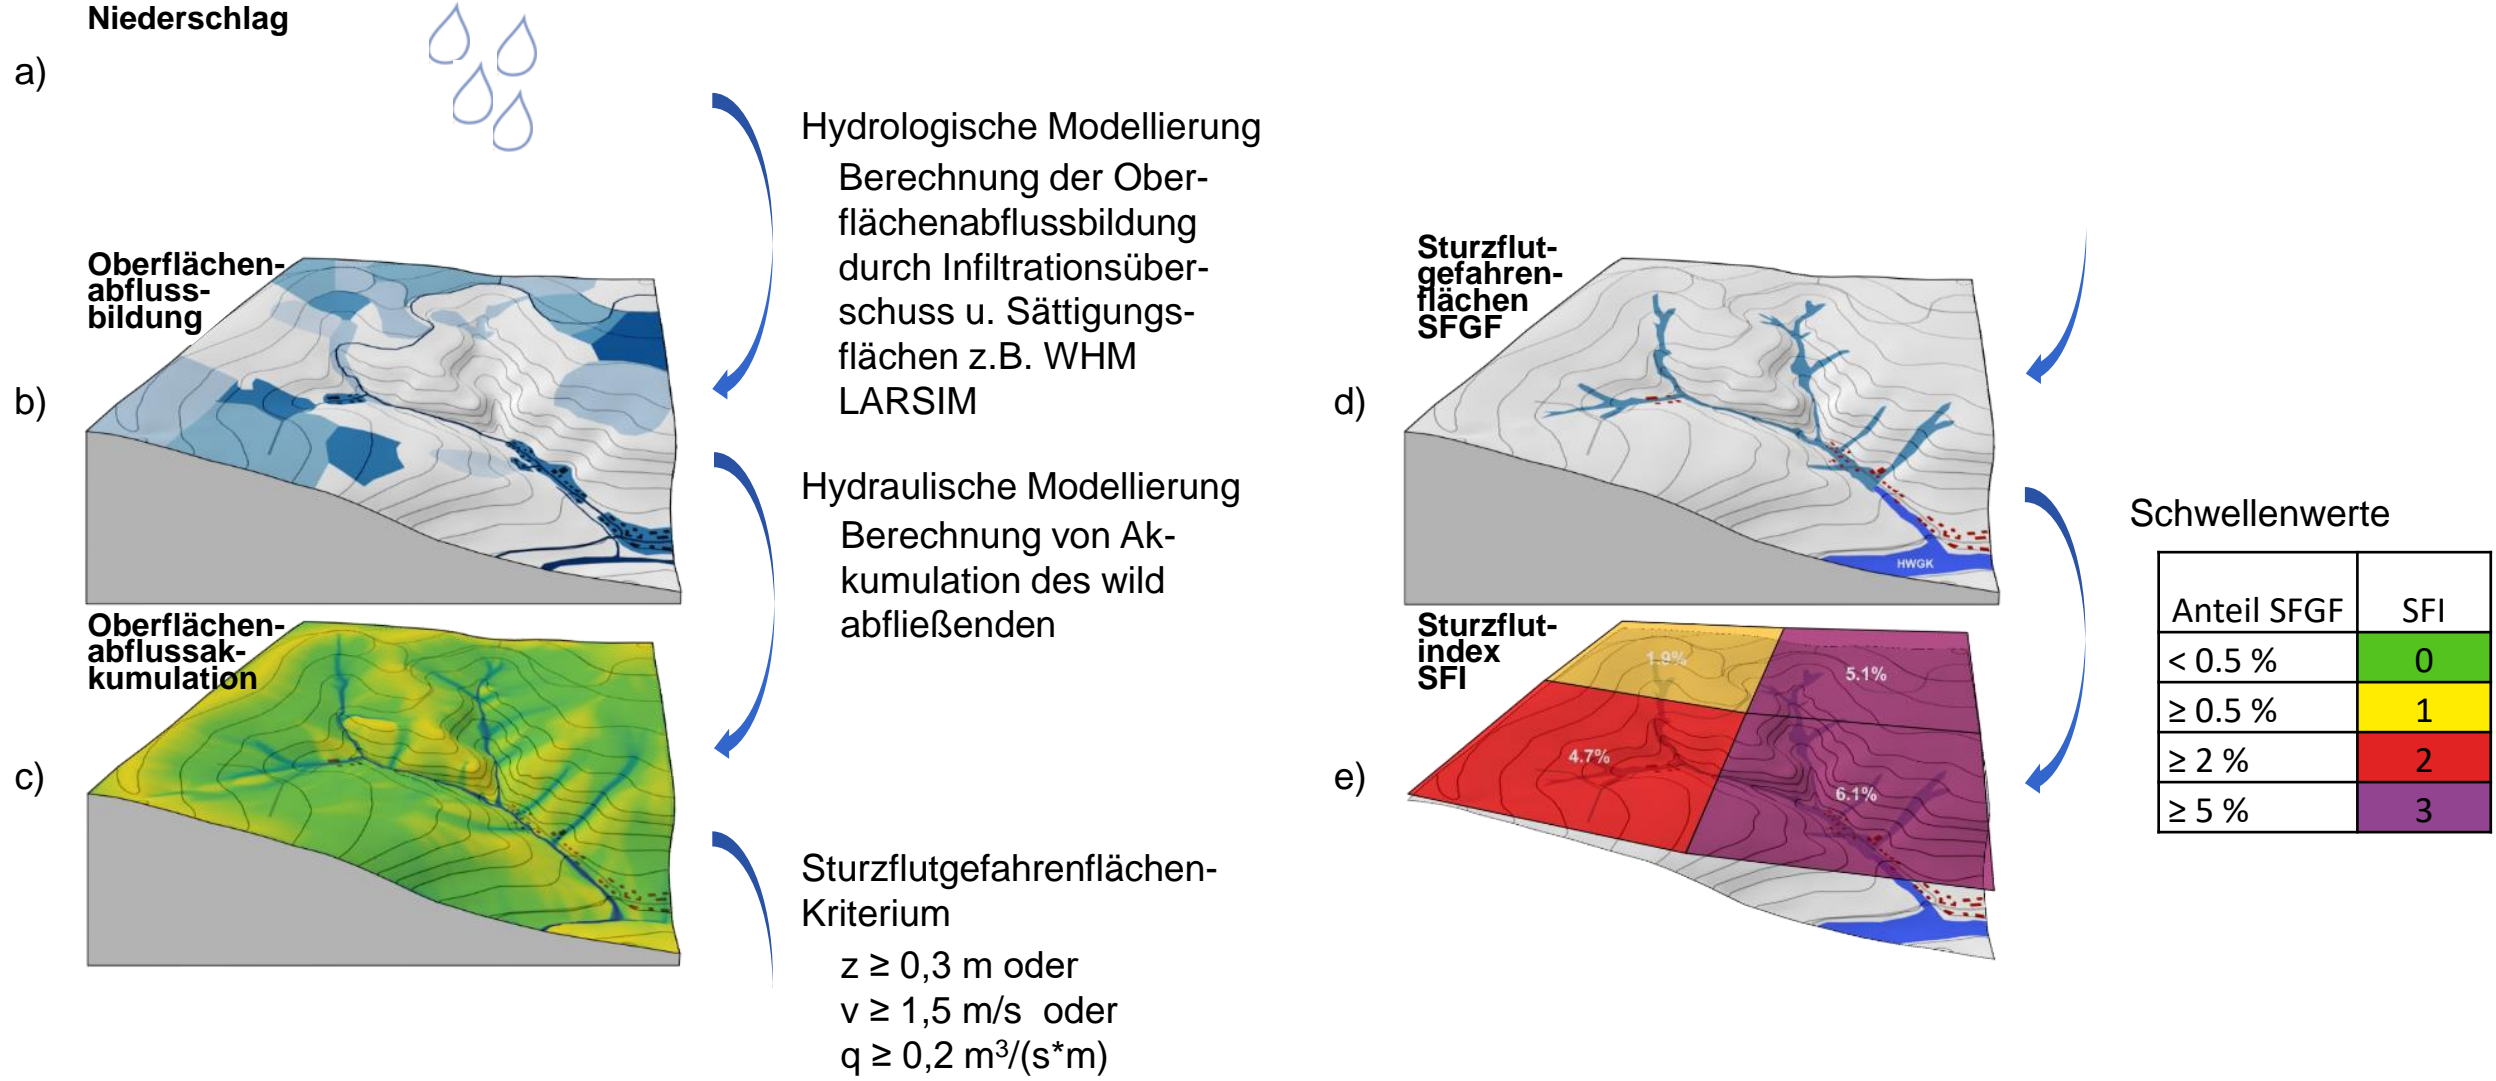 Niederschlag
a)
Hydrologische Modellierung
Berechnung der Ober-
flächenabflussbildung
durch Infiltrationsüber-
schuss u. Sättigungs-
flächen z.B. WHM
LARSIM
Oberflächen-
abfluss-
bildung
b)
Hydraulische Modellierung
Berechnung von Ak-
kumulation des wild
abfließenden
Oberflächen-
abflussak-
kumulation
c)
Sturzflutgefahrenflächen-
Kriterium
z ≥ 0,3 m oder
v ≥ 1,5 m/s oder
q ≥ 0,2 m³/(s*m)
Sturzflut-
gefahren-
flächen
SFGF
d)
HWGK
Sturzflut-
index
SFI
e)
1.9%
5.1%
4.7%
6.1%
Schwellenwerte
Anteil SFGF SFI
< 0.5 % 0
≥ 0.5 % 1
≥ 2 % 2
≥ 5 % 3